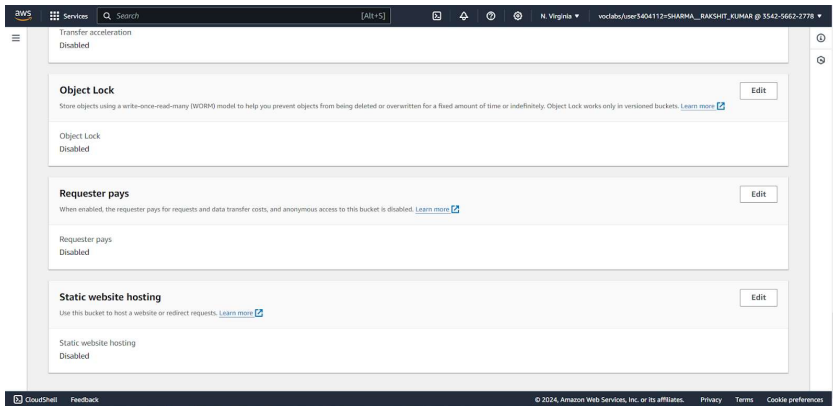 aws Services Search [Alt+S] N. Virginia voclabs/user3404112=SHARMA__RAKSHIT_KUMAR @ 3542-5662-2778
Transfer acceleration
Disabled
Object Lock Edit
Store objects using a write-once-read-many (WORM) model to help you prevent objects from being deleted or overwritten for a fixed amount of time or indefinitely. Object Lock works only in versioned buckets. Learn more
Object Lock
Disabled
Requester pays Edit
When enabled, the requester pays for requests and data transfer costs, and anonymous access to this bucket is disabled. Learn more
Requester pays
Disabled
Static website hosting Edit
Use this bucket to host a website or redirect requests. Learn more
Static website hosting
Disabled
CloudShell Feedback © 2024, Amazon Web Services, Inc. or its affiliates. Privacy Terms Cookie preferences